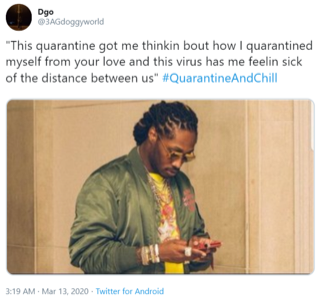 Dgo
@3AGdoggyworld
"This quarantine got me thinkin bout how I quarantined
myself from your love and this virus has me feelin sick
of the distance between us" #QuarantineAndChill
3:19 AM · Mar 13, 2020 · Twitter for Android